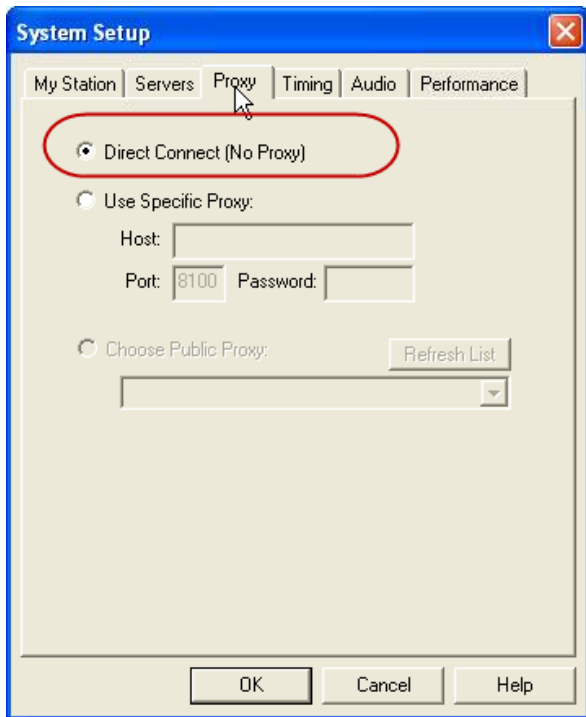 System Setup
My Station Servers Proxy Timing Audio Performance
Direct Connect (No Proxy)
Use Specific Proxy:
Host:
Port: 8100 Password:
Choose Public Proxy: Refresh List
OK Cancel Help